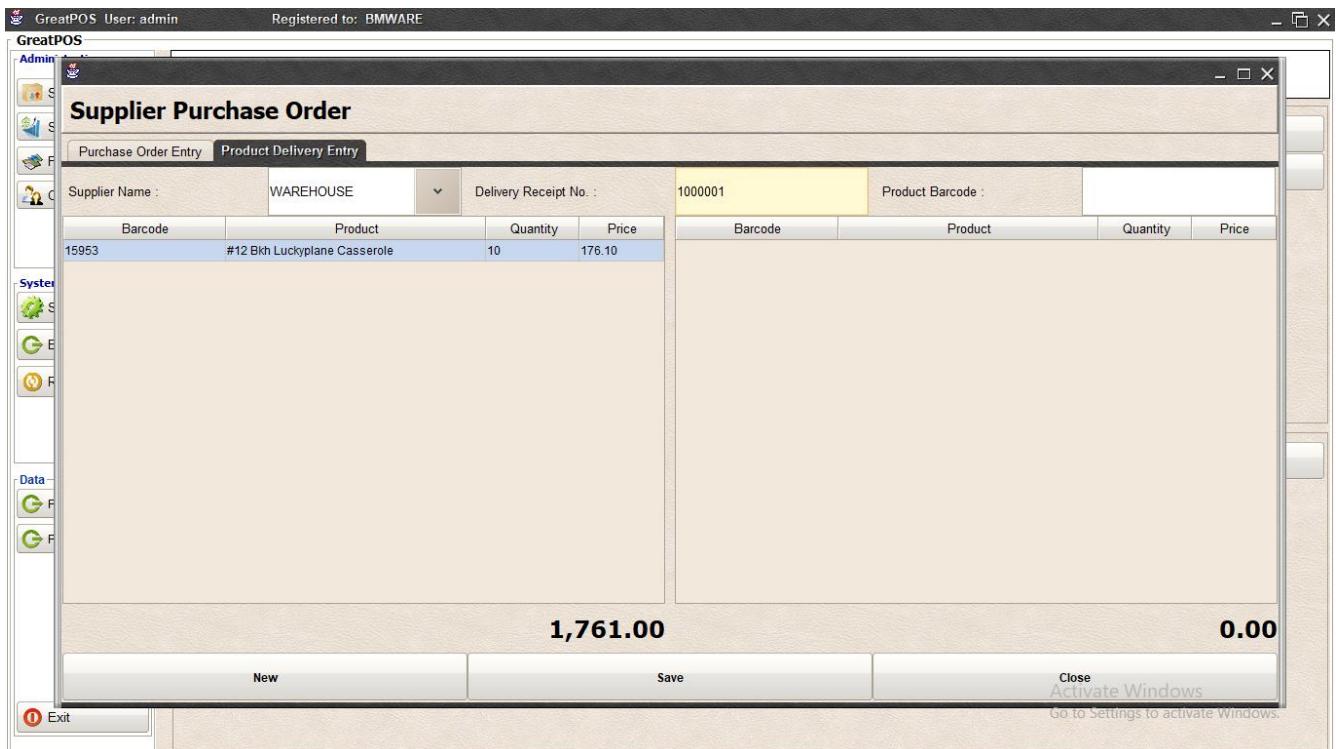 GreatPOS User: admin Registered to: BMWARE
GreatPOS
Supplier Purchase Order
Purchase Order Entry Product Delivery Entry
Supplier Name : WAREHOUSE Delivery Receipt No. : 1000001 Product Barcode :
Barcode Product Quantity Price Barcode Product Quantity Price
15953 #12 Bkh Luckyplane Casserole 10 176.10
Data
1,761.00 0.00
New Save Close
Activate Windows
Go to Settings to activate Windows.
Exit